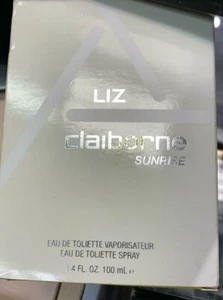 LIZ
claiborne
SUNRISE
EAU DE TOILETTE VAPORISATEUR
EAU DE TOILETTE SPRAY
3.4 FL. OZ. 100 mL e